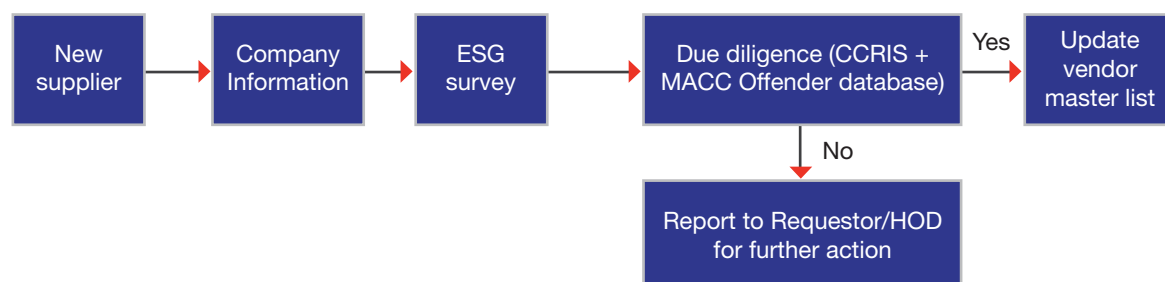 New
supplier
Company
Information
ESG
survey
Due diligence (CCRIS +
MACC Offender database)
Yes
Update
vendor
master list
No
Report to Requestor/HOD
for further action